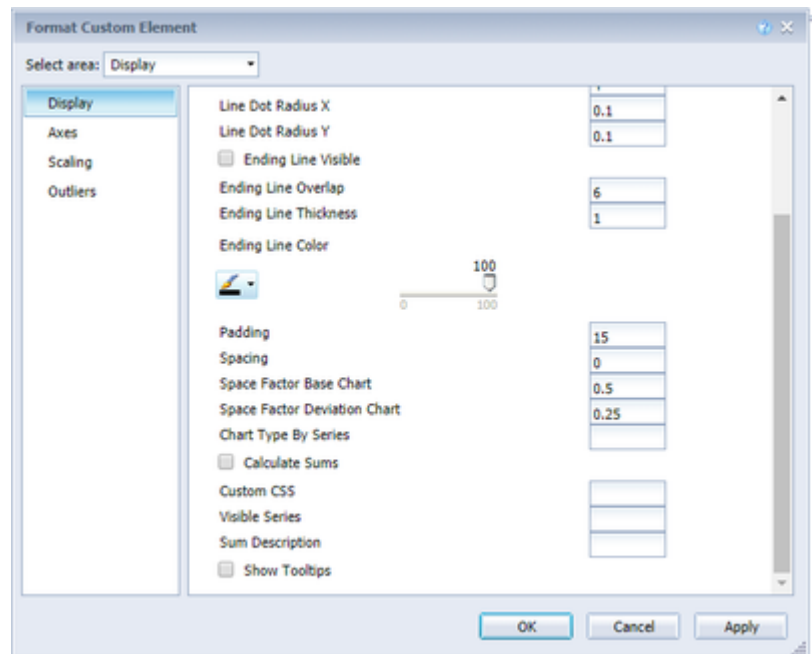 Format Custom Element
Select area: Display
Display
Axes
Scaling
Outliers
Line Dot Radius X 0.1
Line Dot Radius Y 0.1
Ending Line Visible
Ending Line Overlap 6
Ending Line Thickness 1
Ending Line Color
100
0 100
Padding 15
Spacing 0
Space Factor Base Chart 0.5
Space Factor Deviation Chart 0.25
Chart Type By Series
Calculate Sums
Custom CSS
Visible Series
Sum Description
Show Tooltips
OK Cancel Apply